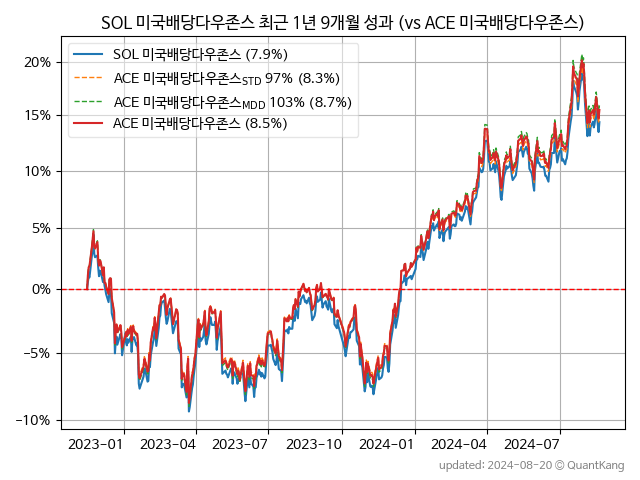 SOL 미국배당다우존스 최근 1년 9개월 성과 (vs ACE 미국배당다우존스)
SOL 미국배당다우존스 (7.9%)
ACE 미국배당다우존스STD 97% (8.3%)
ACE 미국배당다우존스MDD 103% (8.7%)
ACE 미국배당다우존스 (8.5%)
20%
15%
10%
5%
0%
−5%
−10%
2023-01 2023-04 2023-07 2023-10 2024-01 2024-04 2024-07
updated: 2024-08-20 © QuantKang